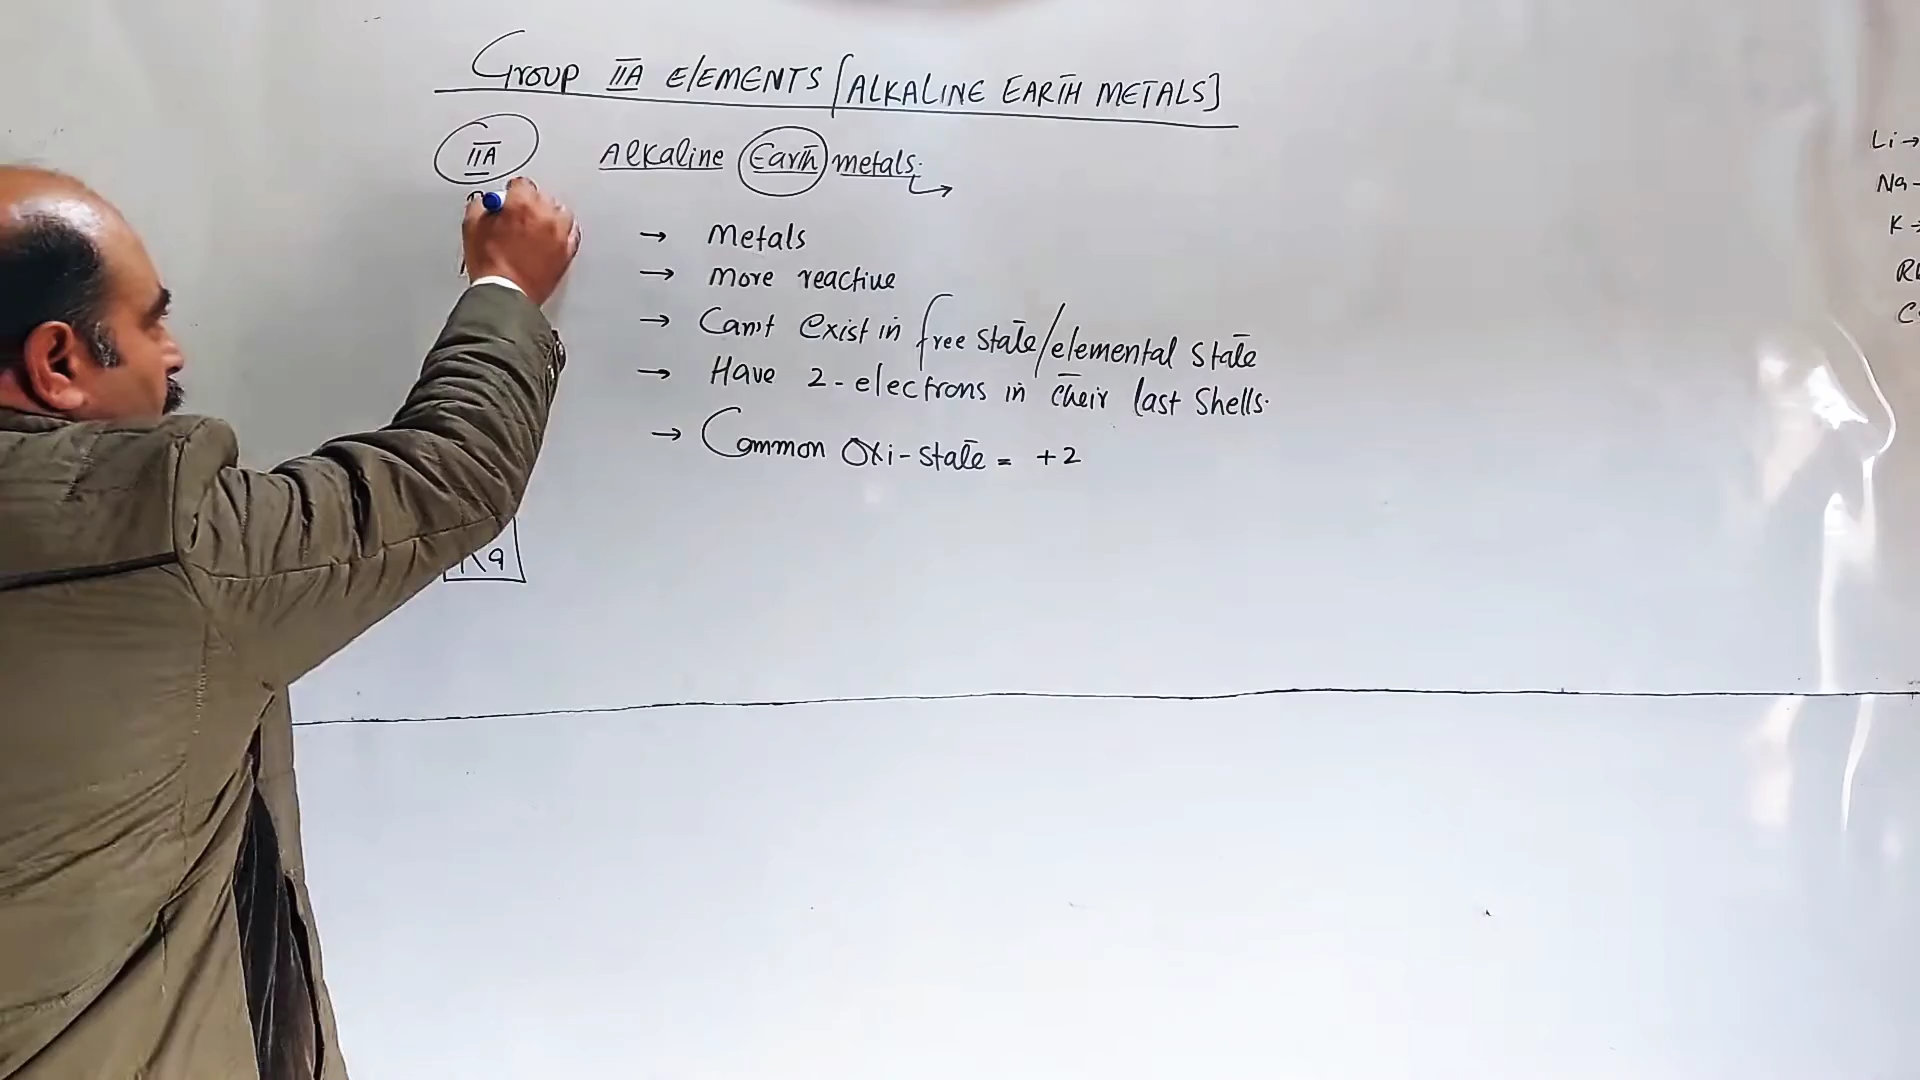 Group IIA ElEMENTS [ALKALINE EARTH METALS]
IIA
Alkaline Earth metals.
→ Metals
→ More reactive
→ Can't Exist in free state/elemental state
→ Have 2-electrons in their last shells.
→ Common Oxi-state = +2
Ra
Li →
Na -
K →